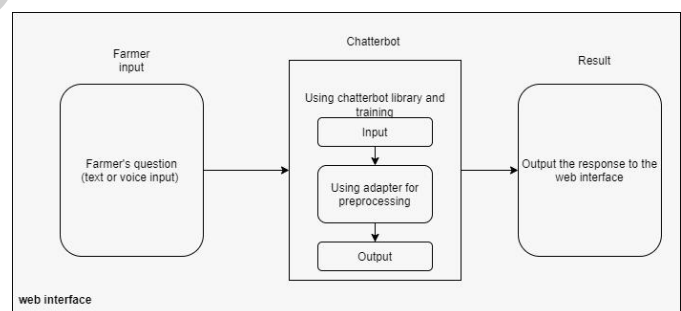 Farmer
input
Farmer's question
(text or voice input)
Chatterbot
Using chatterbot library and
training
Input
Using adapter for
preprocessing
Output
Result
Output the response to the
web interface
web interface